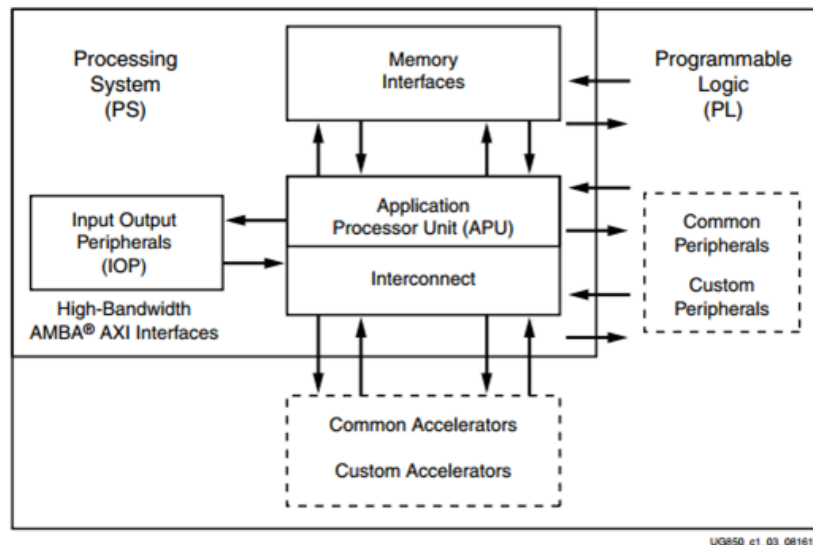 Processing
System
(PS)
Memory
Interfaces
Programmable
Logic
(PL)
Input Output
Peripherals
(IOP)
Application
Processor Unit (APU)
Interconnect
Common
Peripherals
Custom
Peripherals
High-Bandwidth
AMBA® AXI Interfaces
Common Accelerators
Custom Accelerators
UG850_c1_03_08161